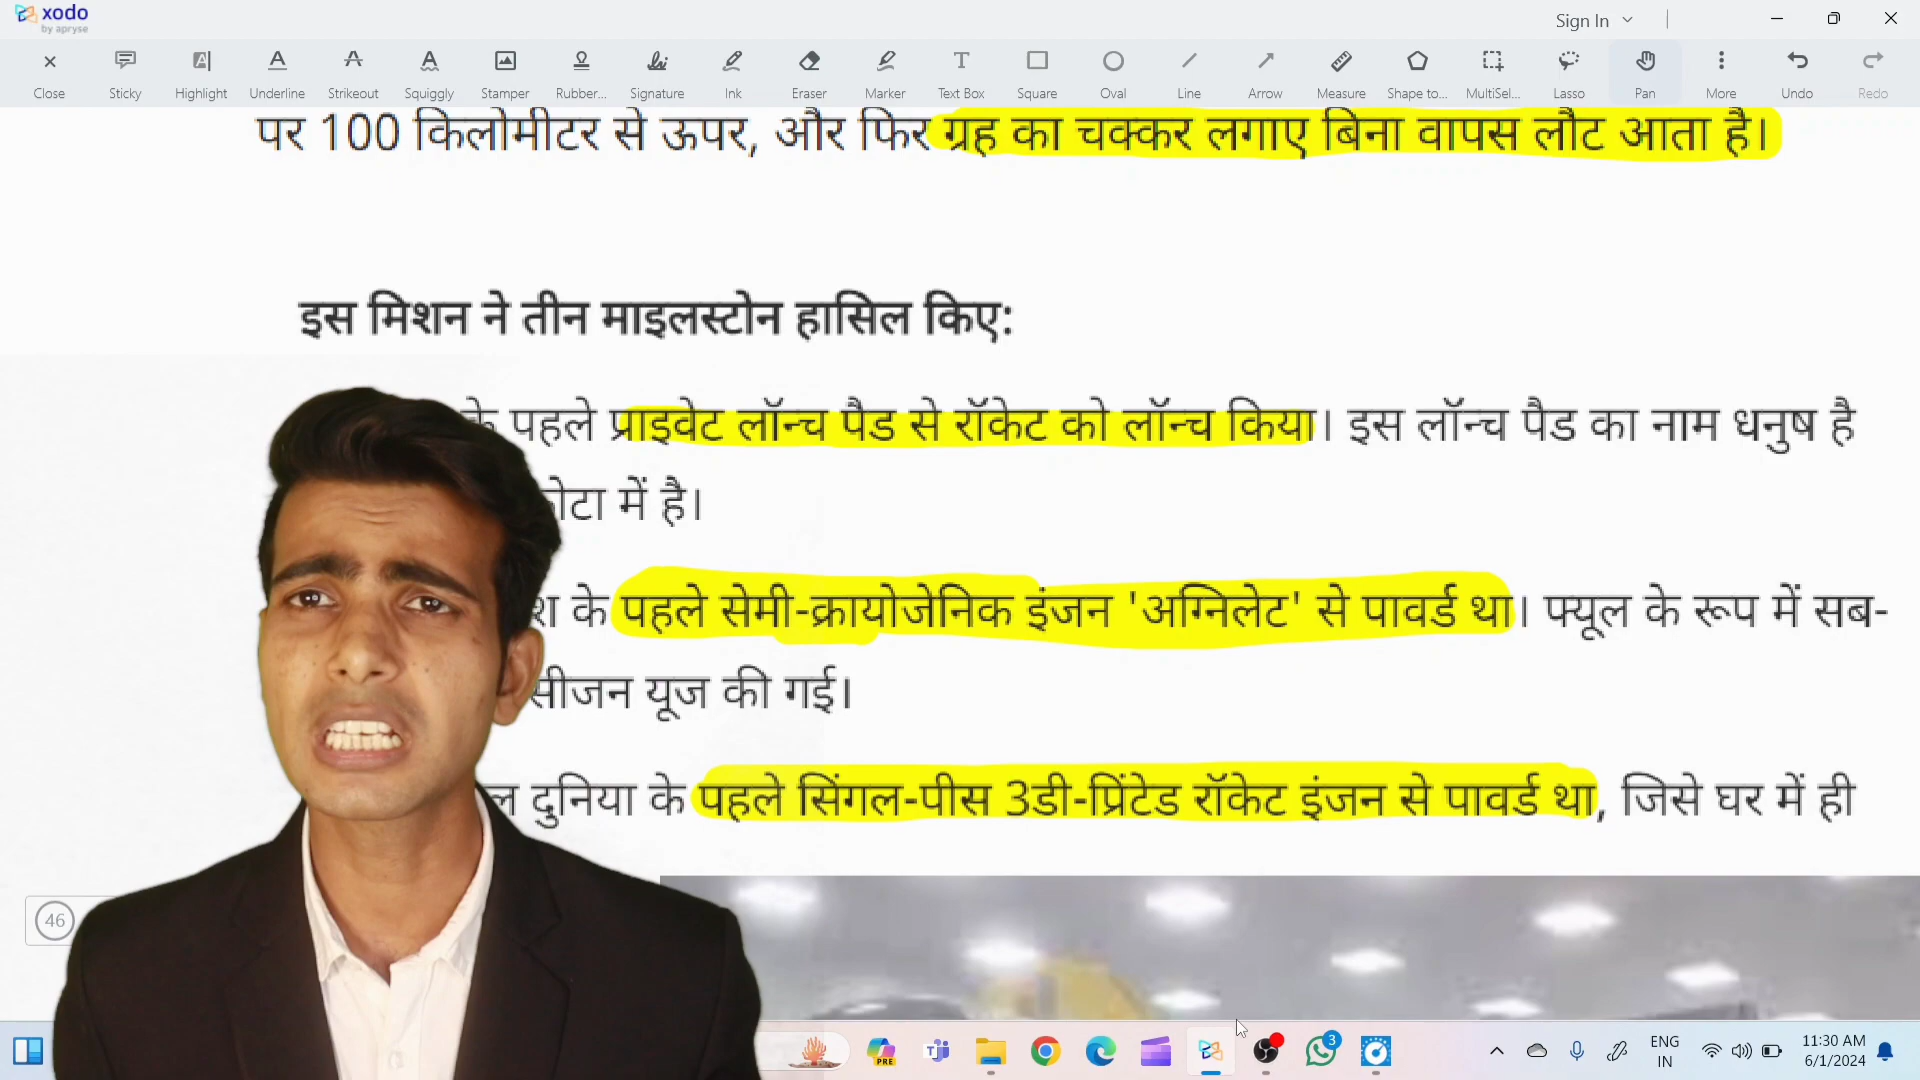 xodo
by apryse
Sign In
Close Sticky Highlight Underline Strikeout Squiggly Stamper Rubber... Signature Ink Eraser Marker Text Box Square Oval Line Arrow Measure Shape to... MultiSel... Lasso Pan More Undo Redo
पर 100 किलोमीटर से ऊपर, और फिर ग्रह का चक्कर लगाए बिना वापस लौट आता है।
इस मिशन ने तीन माइलस्टोन हासिल किए:
के पहले प्राइवेट लॉन्च पैड से रॉकेट को लॉन्च किया। इस लॉन्च पैड का नाम धनुष है
में है।
के पहले सेमी-क्रायोजेनिक इंजन 'अग्निलेट' से पावर्ड था। फ्यूल के रूप में सब-
यूज की गई।
दुनिया के पहले सिंगल-पीस 3डी-प्रिंटेड रॉकेट इंजन से पावर्ड था, जिसे घर में ही
46
PRE
3
ENG
IN
11:30 AM
6/1/2024